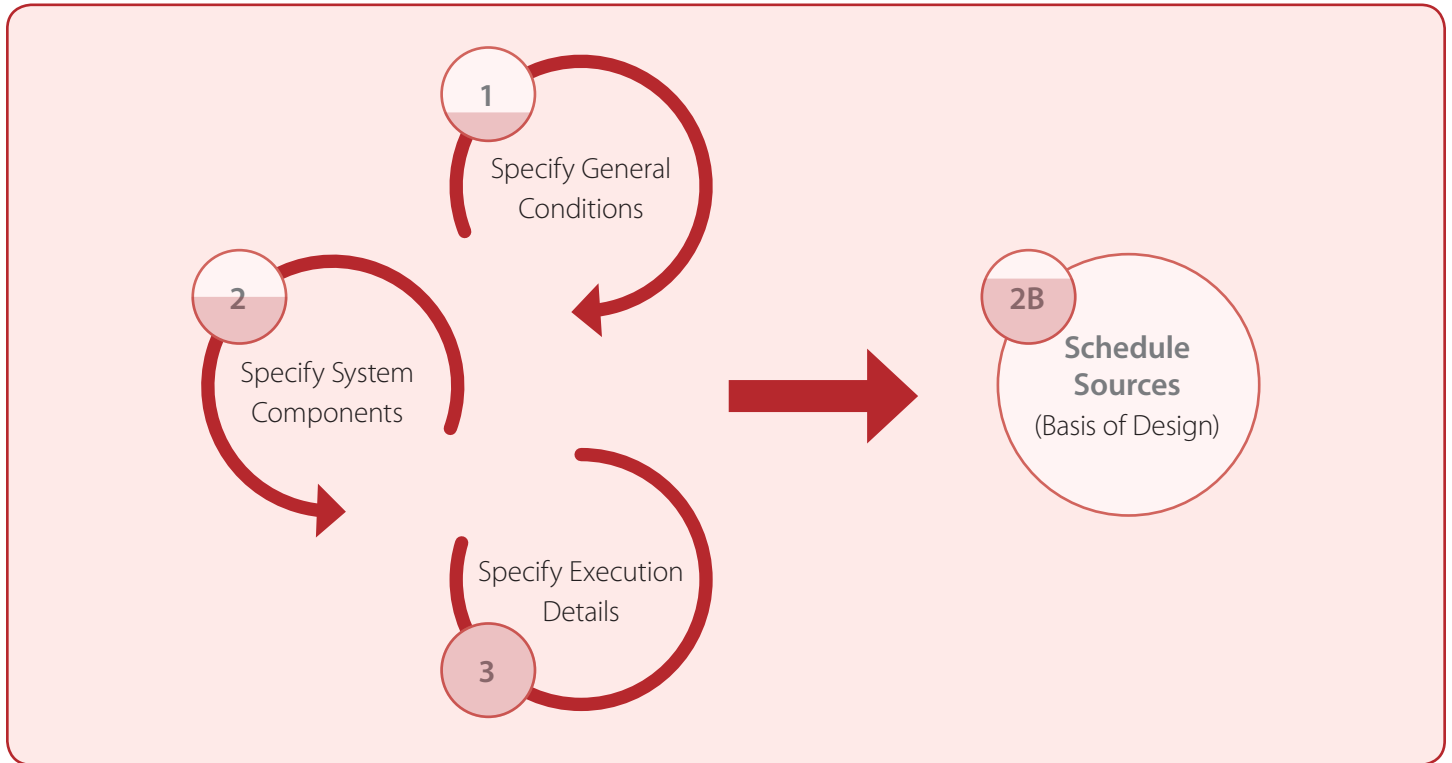 1
Specify General
Conditions
2
Specify System
Components
3
Specify Execution
Details
2B
Schedule
Sources
(Basis of Design)